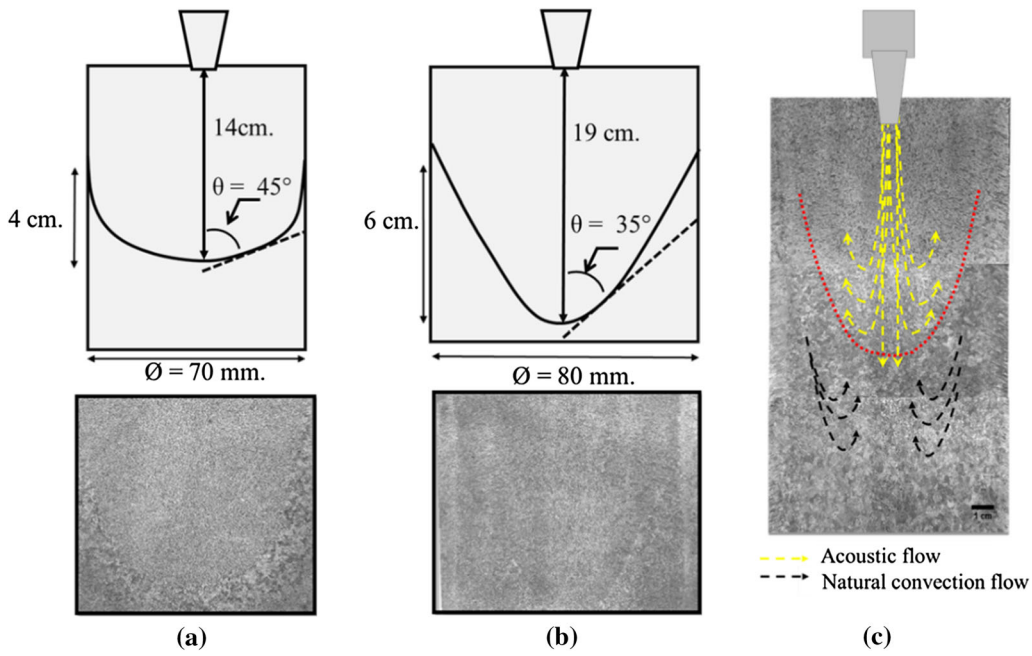 14cm.
θ = 45°
4 cm.
Ø = 70 mm.
19 cm.
θ = 35°
6 cm.
Ø = 80 mm.
1 cm
Acoustic flow
Natural convection flow
(a)
(b)
(c)